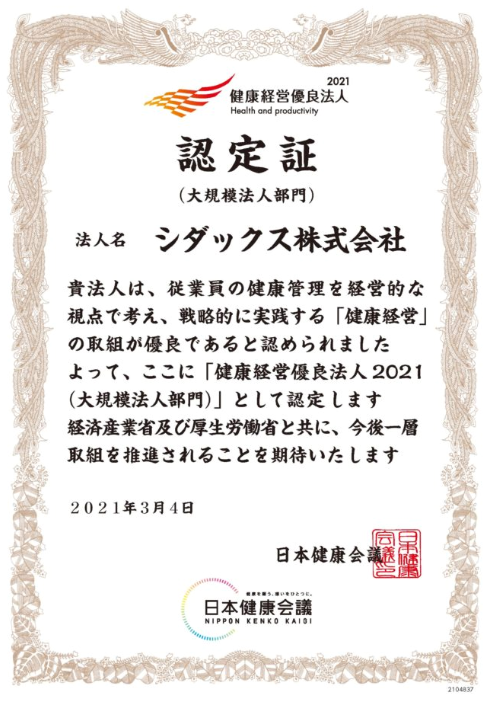 2021
健康経営優良法人
Health and productivity
認定証
(大規模法人部門)
法人名 シダックス株式会社
貴法人は、従業員の健康管理を経営的な
視点で考え、戦略的に実践する「健康経営」
の取組が優良であると認められました
よって、ここに「健康経営優良法人2021
(大規模法人部門)」として認定します
経済産業省及び厚生労働省と共に、今後一層
取組を推進されることを期待いたします
2021年3月4日
日本健康会議
日本健康会議之印
健康を願う、想いをひとつに。
日本健康会議
NIPPON KENKO KAIGI
2104837